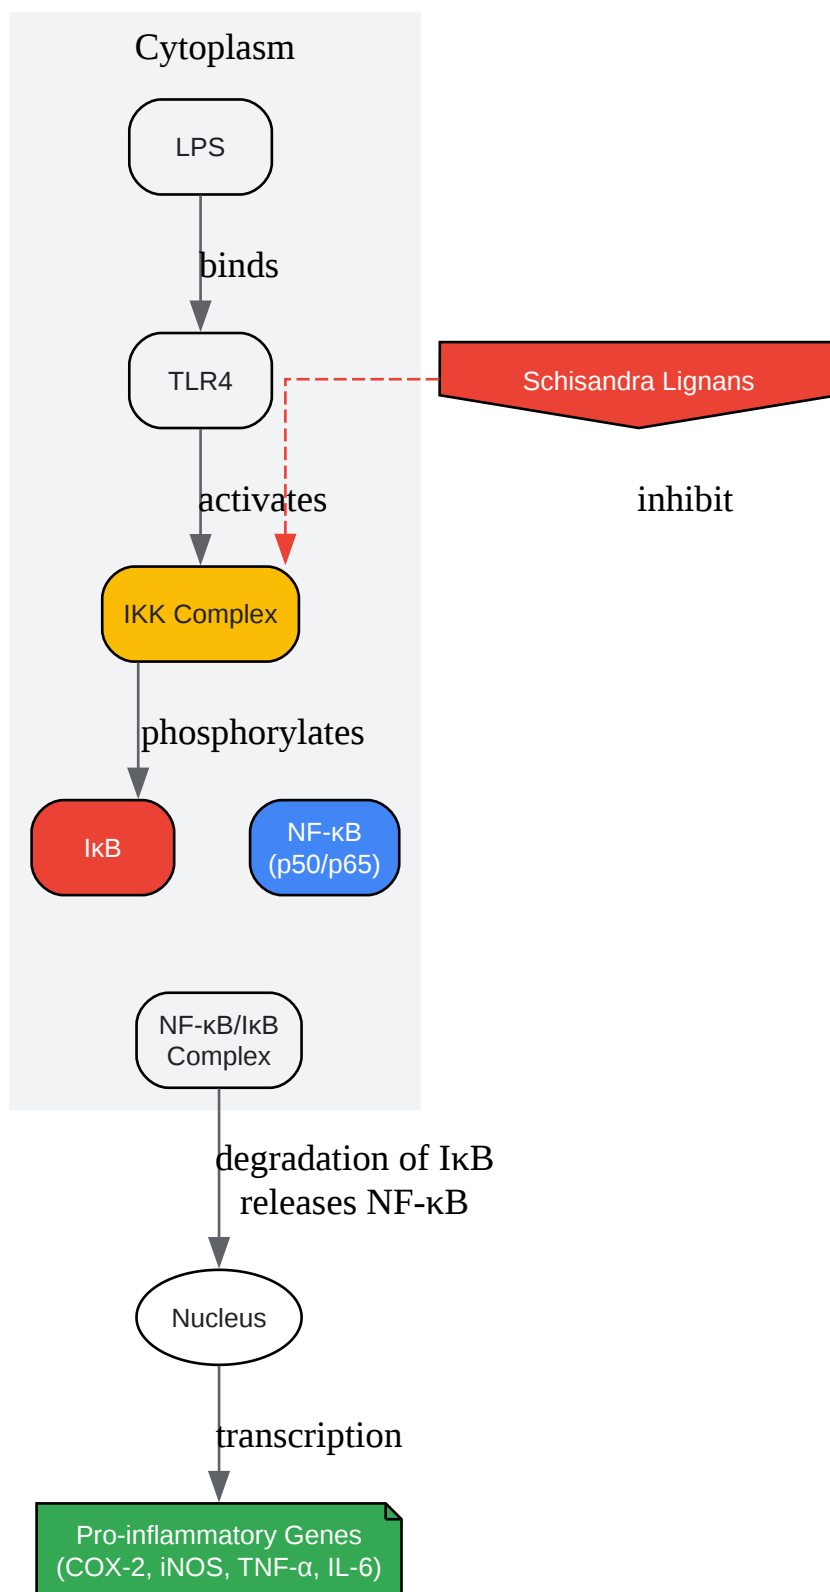 Cytoplasm
LPS
binds
TLR4
Schisandra Lignans
activates
inhibit
IKK Complex
phosphorylates
IκB
NF-κB
(p50/p65)
NF-κB/IκB
Complex
degradation of IκB
releases NF-κB
Nucleus
transcription
Pro-inflammatory Genes
(COX-2, iNOS, TNF-α, IL-6)